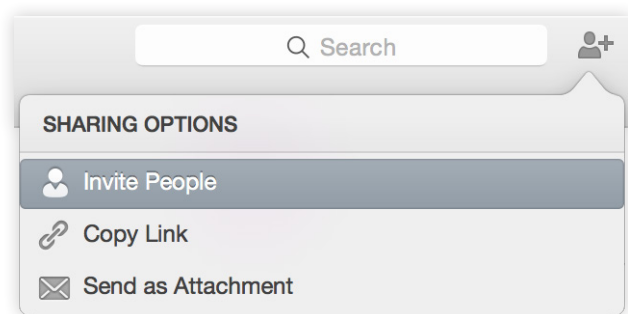 Search
SHARING OPTIONS
Invite People
Copy Link
Send as Attachment